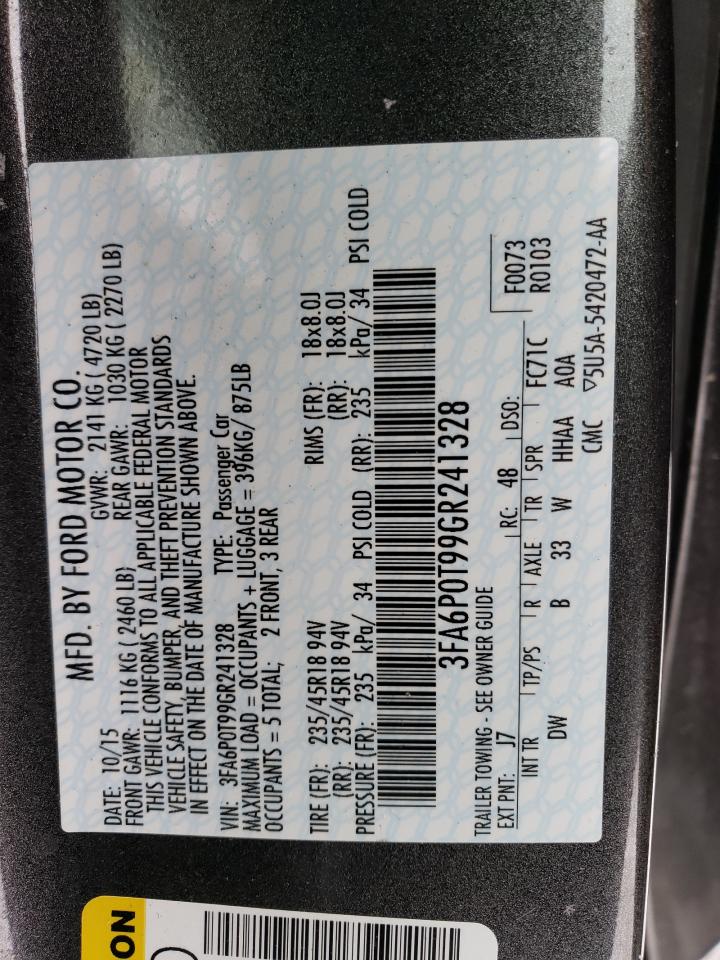 MFD. BY FORD MOTOR CO.
DATE: 10/15 GVWR: 2141 KG ( 4720 LB)
FRONT GAWR: 1116 KG ( 2460 LB) REAR GAWR: 1030 KG ( 2270 LB)
THIS VEHICLE CONFORMS TO ALL APPLICABLE FEDERAL MOTOR
VEHICLE SAFETY, BUMPER, AND THEFT PREVENTION STANDARDS
IN EFFECT ON THE DATE OF MANUFACTURE SHOWN ABOVE.
VIN: 3FA6P0T99GR241328 TYPE: Passenger Car
MAXIMUM LOAD = OCCUPANTS + LUGGAGE = 396KG/ 875LB
OCCUPANTS = 5 TOTAL; 2 FRONT, 3 REAR
TIRE (FR): 235/45R18 94V RIMS (FR): 18x8.0J
(RR): 235/45R18 94V (RR): 18x8.0J
PRESSURE (FR): 235 kPa/ 34 PSI COLD (RR): 235 kPa/ 34 PSI COLD
3FA6P0T99GR241328
TRAILER TOWING - SEE OWNER GUIDE
EXT PNT: J7 RC: 48 DSO: F0073
INT TR TP/PS R AXLE TR SPR FC71C R0103
DW B 33 W HHAA A0A
CMC ▽5U5A-5420472-AA
ON